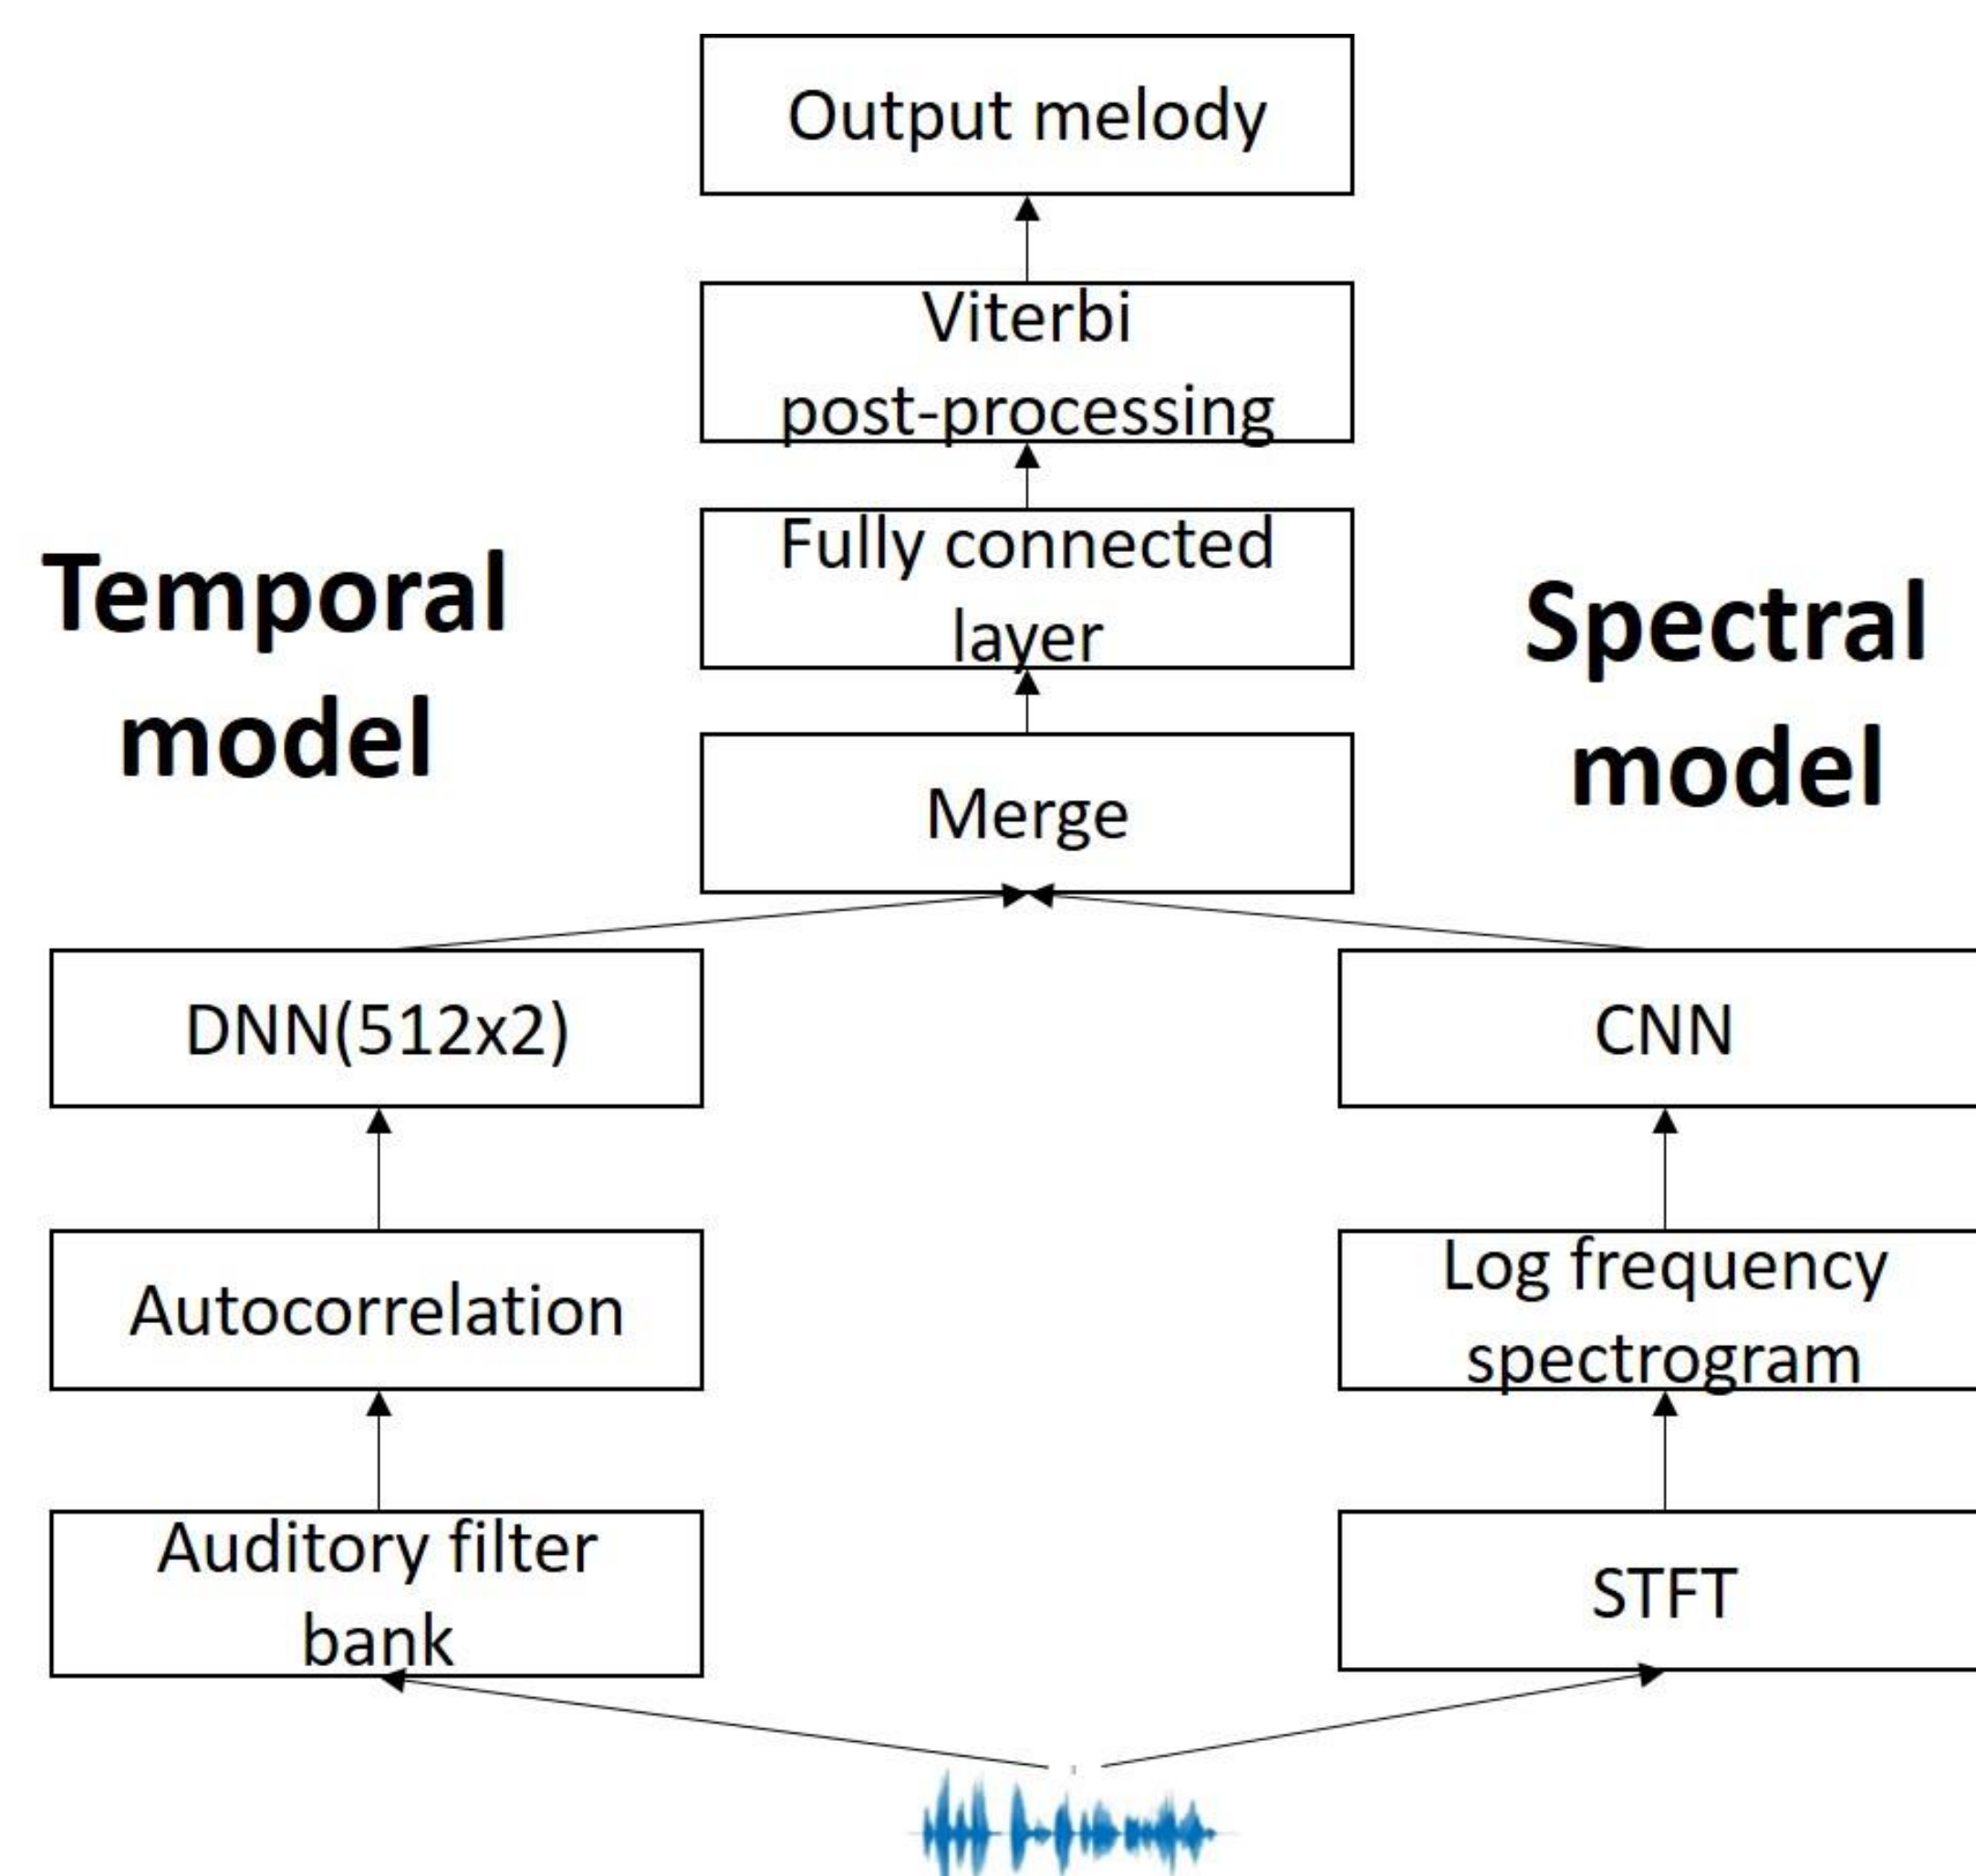 Output melody
Viterbi
post-processing
Fully connected
layer
Temporal
model
Spectral
model
Merge
DNN(512x2)
CNN
Autocorrelation
Log frequency
spectrogram
Auditory filter
bank
STFT